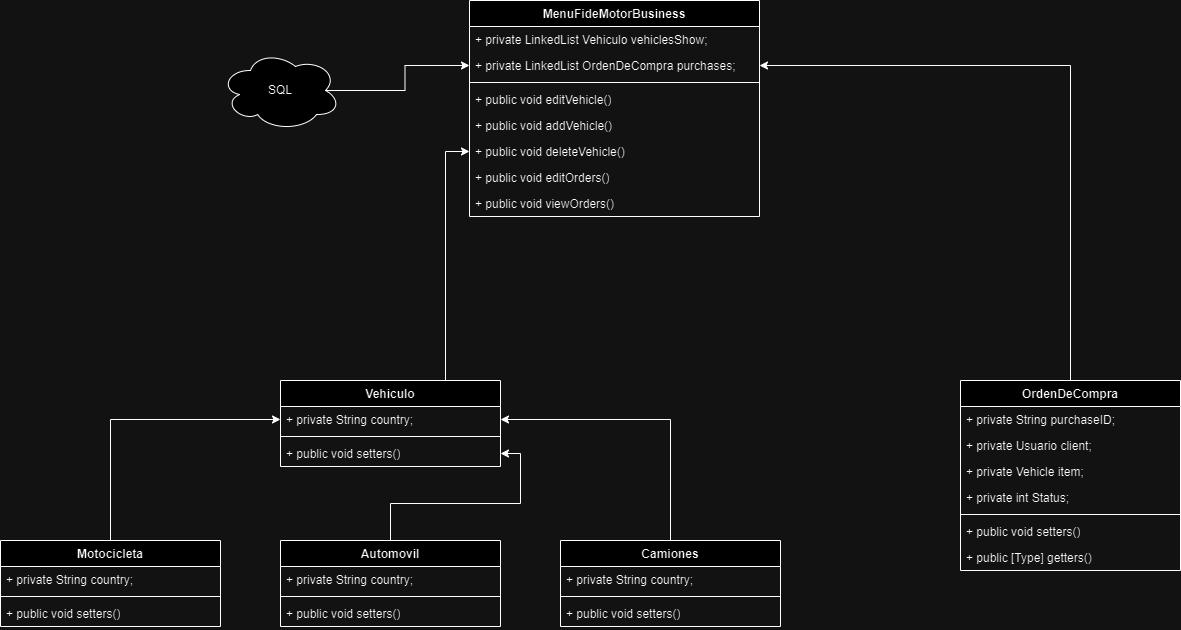 MenuFideMotorBusiness
+ private LinkedList Vehiculo vehiclesShow;
+ private LinkedList OrdenDeCompra purchases;
+ public void editVehicle()
+ public void addVehicle()
+ public void deleteVehicle()
+ public void editOrders()
+ public void viewOrders()
SQL
Vehiculo
+ private String country;
+ public void setters()
OrdenDeCompra
+ private String purchaseID;
+ private Usuario client;
+ private Vehicle item;
+ private int Status;
+ public void setters()
+ public [Type] getters()
Motocicleta
+ private String country;
+ public void setters()
Automovil
+ private String country;
+ public void setters()
Camiones
+ private String country;
+ public void setters()